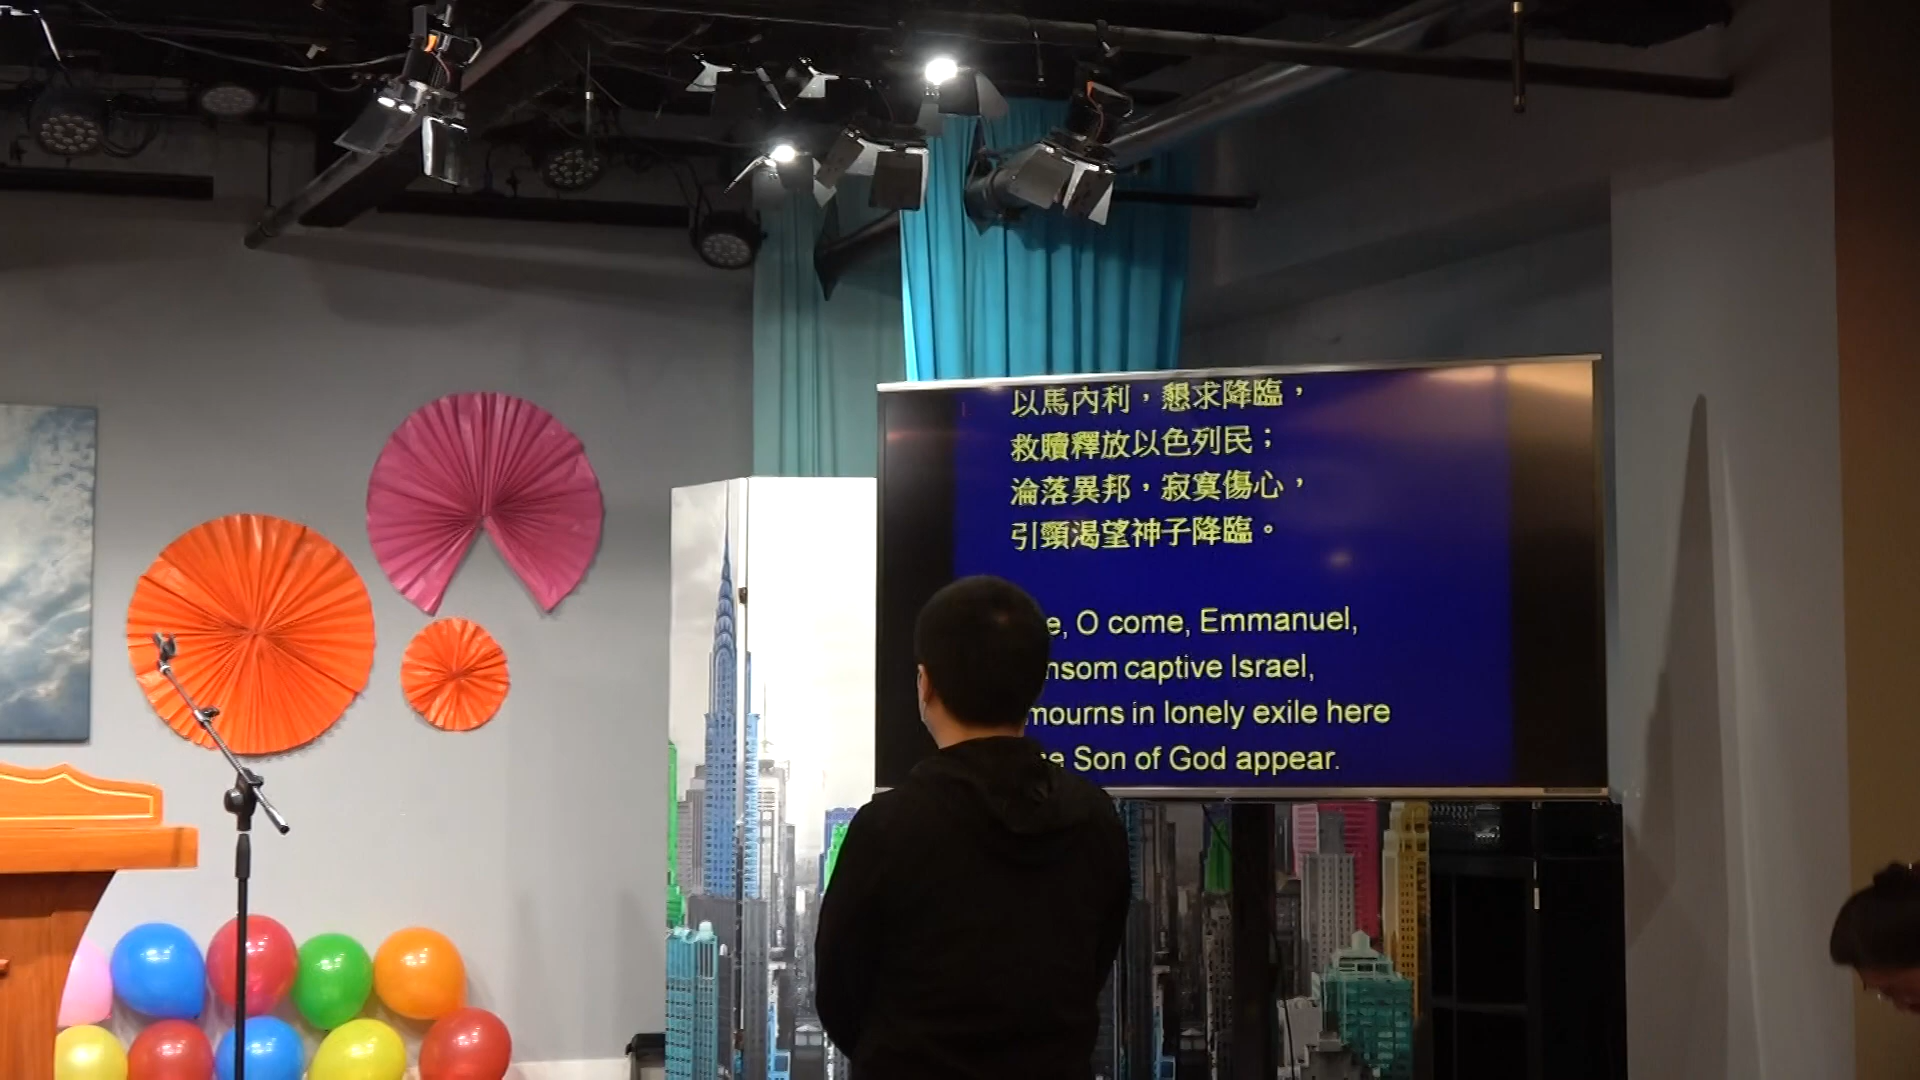 以馬內利，懇求降臨，
救贖釋放以色列民；
淪落異邦，寂寞傷心，
引頸渴望神子降臨。
O come, Emmanuel,
captive Israel,
mourns in lonely exile here
Son of God appear.